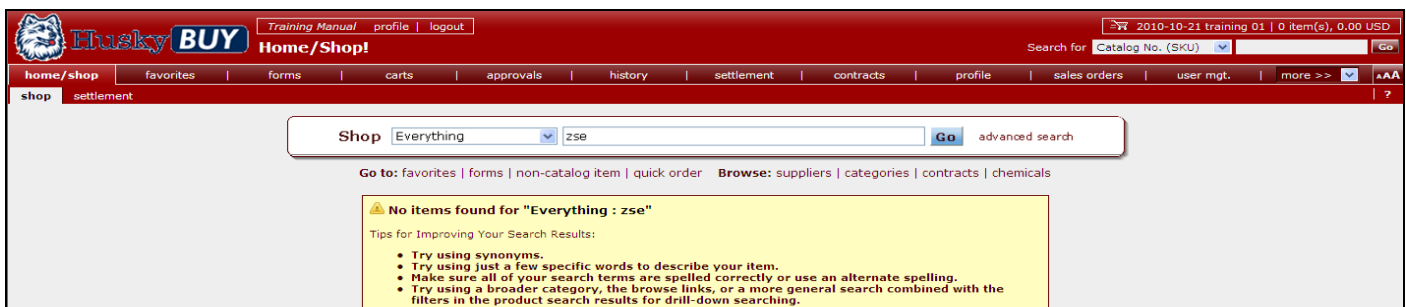 Husky BUY
Training Manual profile | logout
Home/Shop!
2010-10-21 training 01 | 0 item(s), 0.00 USD
Search for Catalog No. (SKU) Go
home/shop favorites | forms | carts | approvals | history | settlement | contracts | profile | sales orders | user mgt. | more >> AAA
shop settlement | ?
Shop Everything zse Go advanced search
Go to: favorites | forms | non-catalog item | quick order Browse: suppliers | categories | contracts | chemicals
No items found for "Everything : zse"
Tips for Improving Your Search Results:
• Try using synonyms.
• Try using just a few specific words to describe your item.
• Make sure all of your search terms are spelled correctly or use an alternate spelling.
• Try using a broader category, the browse links, or a more general search combined with the
filters in the product search results for drill-down searching.